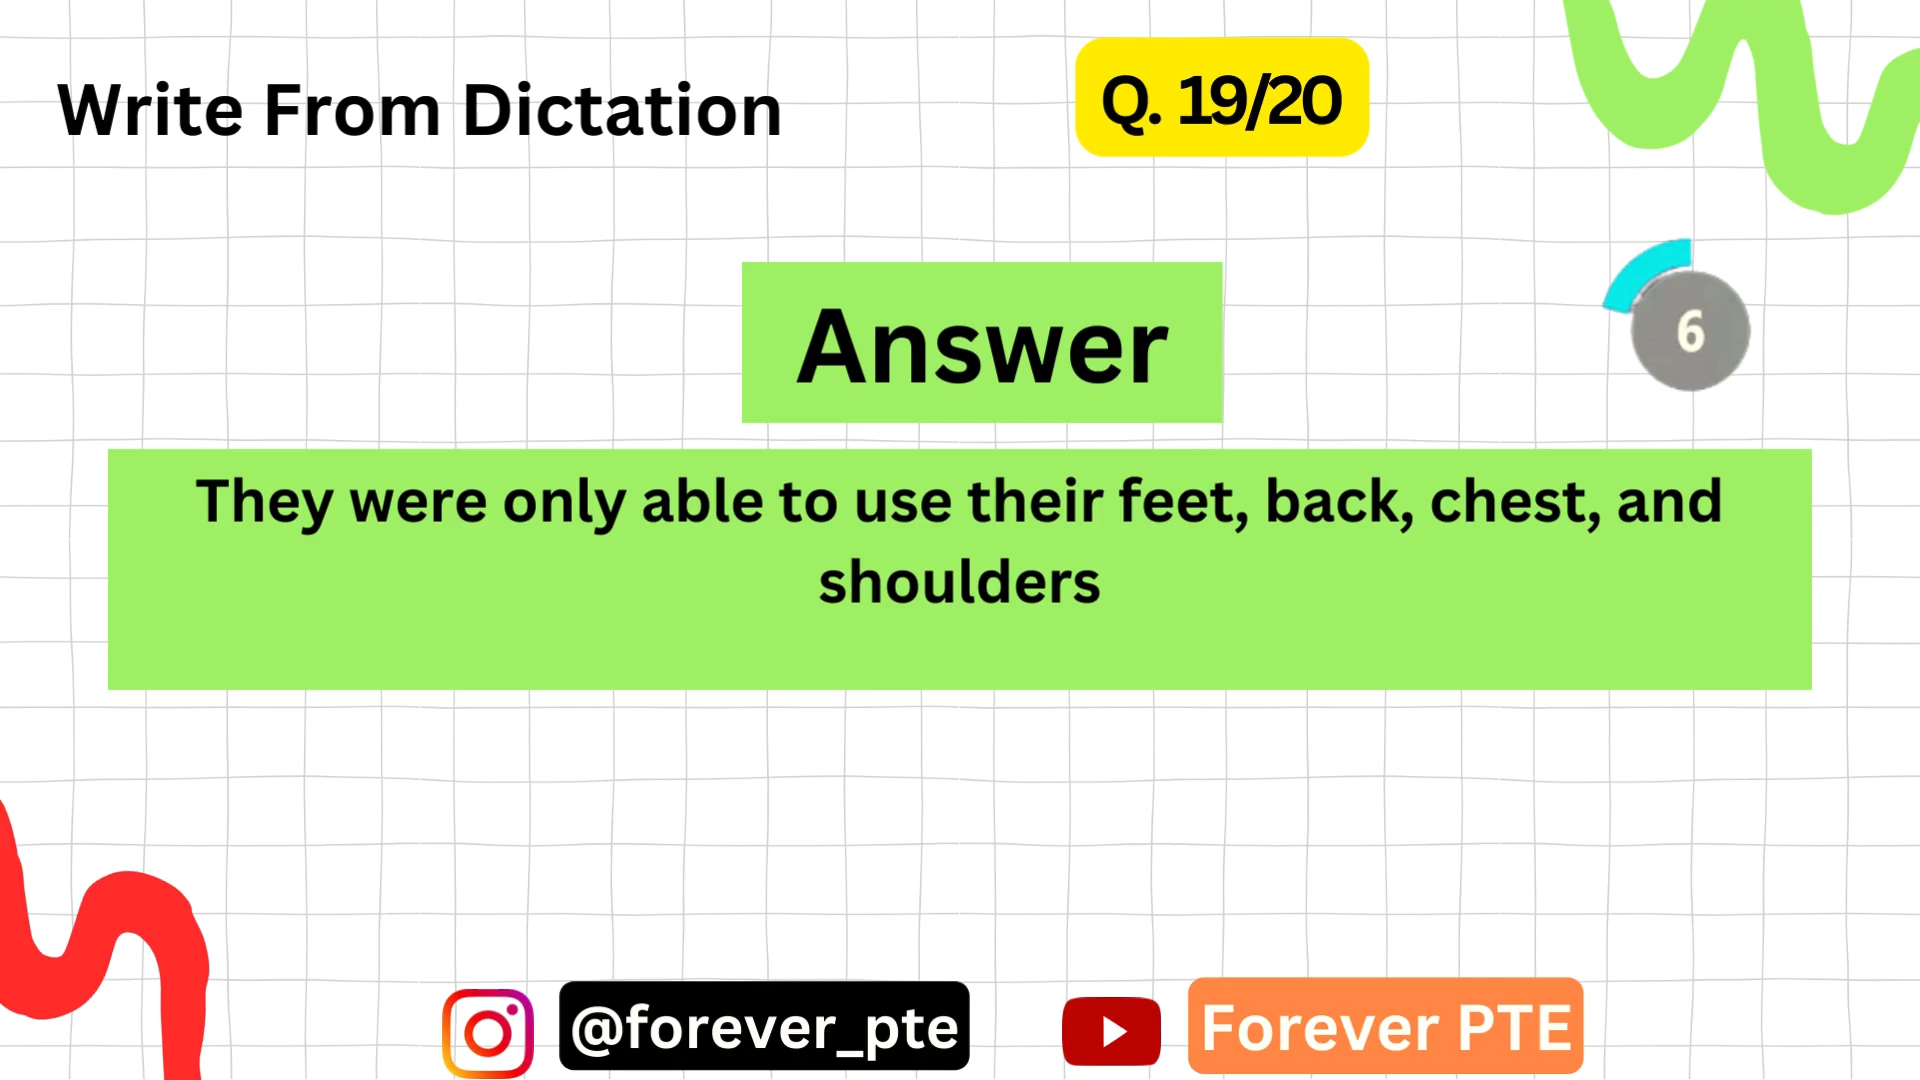 Write From Dictation
Q. 19/20
Answer
6
They were only able to use their feet, back, chest, and
shoulders
@forever_pte
Forever PTE